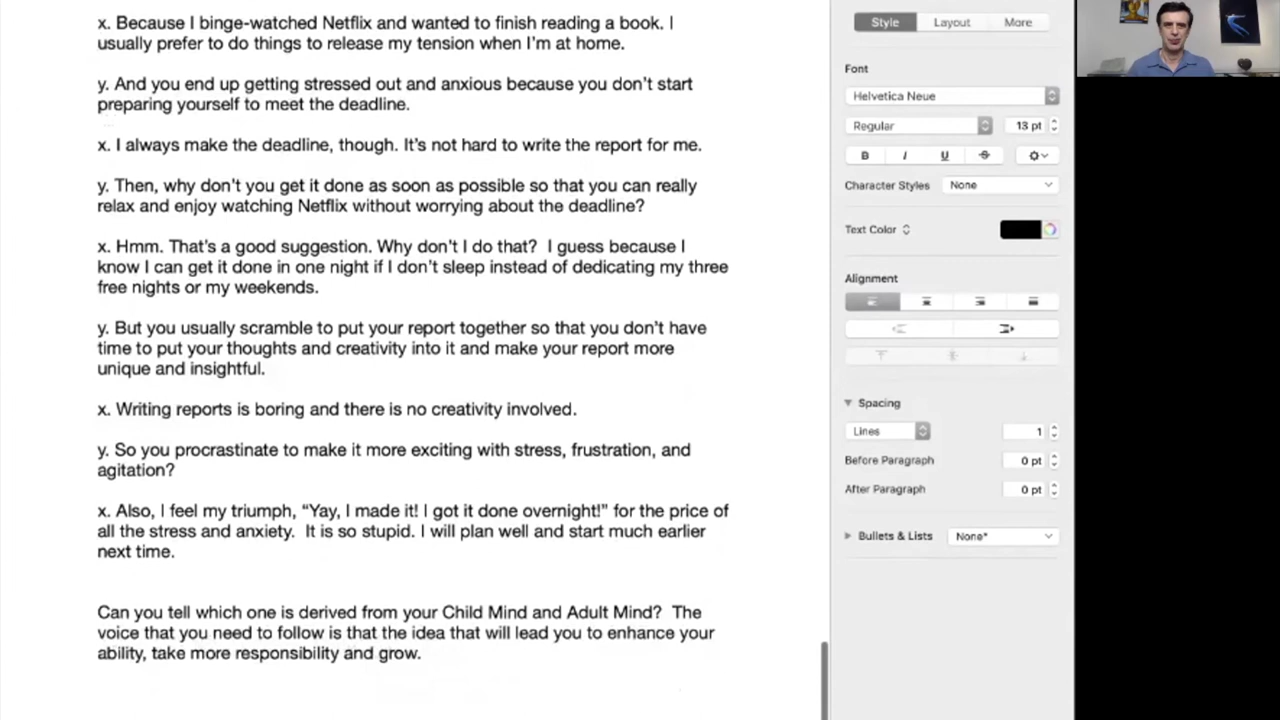 x. Because I binge-watched Netflix and wanted to finish reading a book. I
usually prefer to do things to release my tension when I'm at home.
y. And you end up getting stressed out and anxious because you don't start
preparing yourself to meet the deadline.
x. I always make the deadline, though. It's not hard to write the report for me.
y. Then, why don't you get it done as soon as possible so that you can really
relax and enjoy watching Netflix without worrying about the deadline?
x. Hmm. That's a good suggestion. Why don't I do that?  I guess because I
know I can get it done in one night if I don't sleep instead of dedicating my three
free nights or my weekends.
y. But you usually scramble to put your report together so that you don't have
time to put your thoughts and creativity into it and make your report more
unique and insightful.
x. Writing reports is boring and there is no creativity involved.
y. So you procrastinate to make it more exciting with stress, frustration, and
agitation?
x. Also, I feel my triumph, “Yay, I made it! I got it done overnight!” for the price of
all the stress and anxiety.  It is so stupid. I will plan well and start much earlier
next time.
Can you tell which one is derived from your Child Mind and Adult Mind?  The
voice that you need to follow is that the idea that will lead you to enhance your
ability, take more responsibility and grow.
Style Layout More
Font
Helvetica Neue
Regular 13 pt
B I U S
Character Styles None
Text Color
Alignment
Spacing
Lines 1
Before Paragraph 0 pt
After Paragraph 0 pt
Bullets & Lists None*